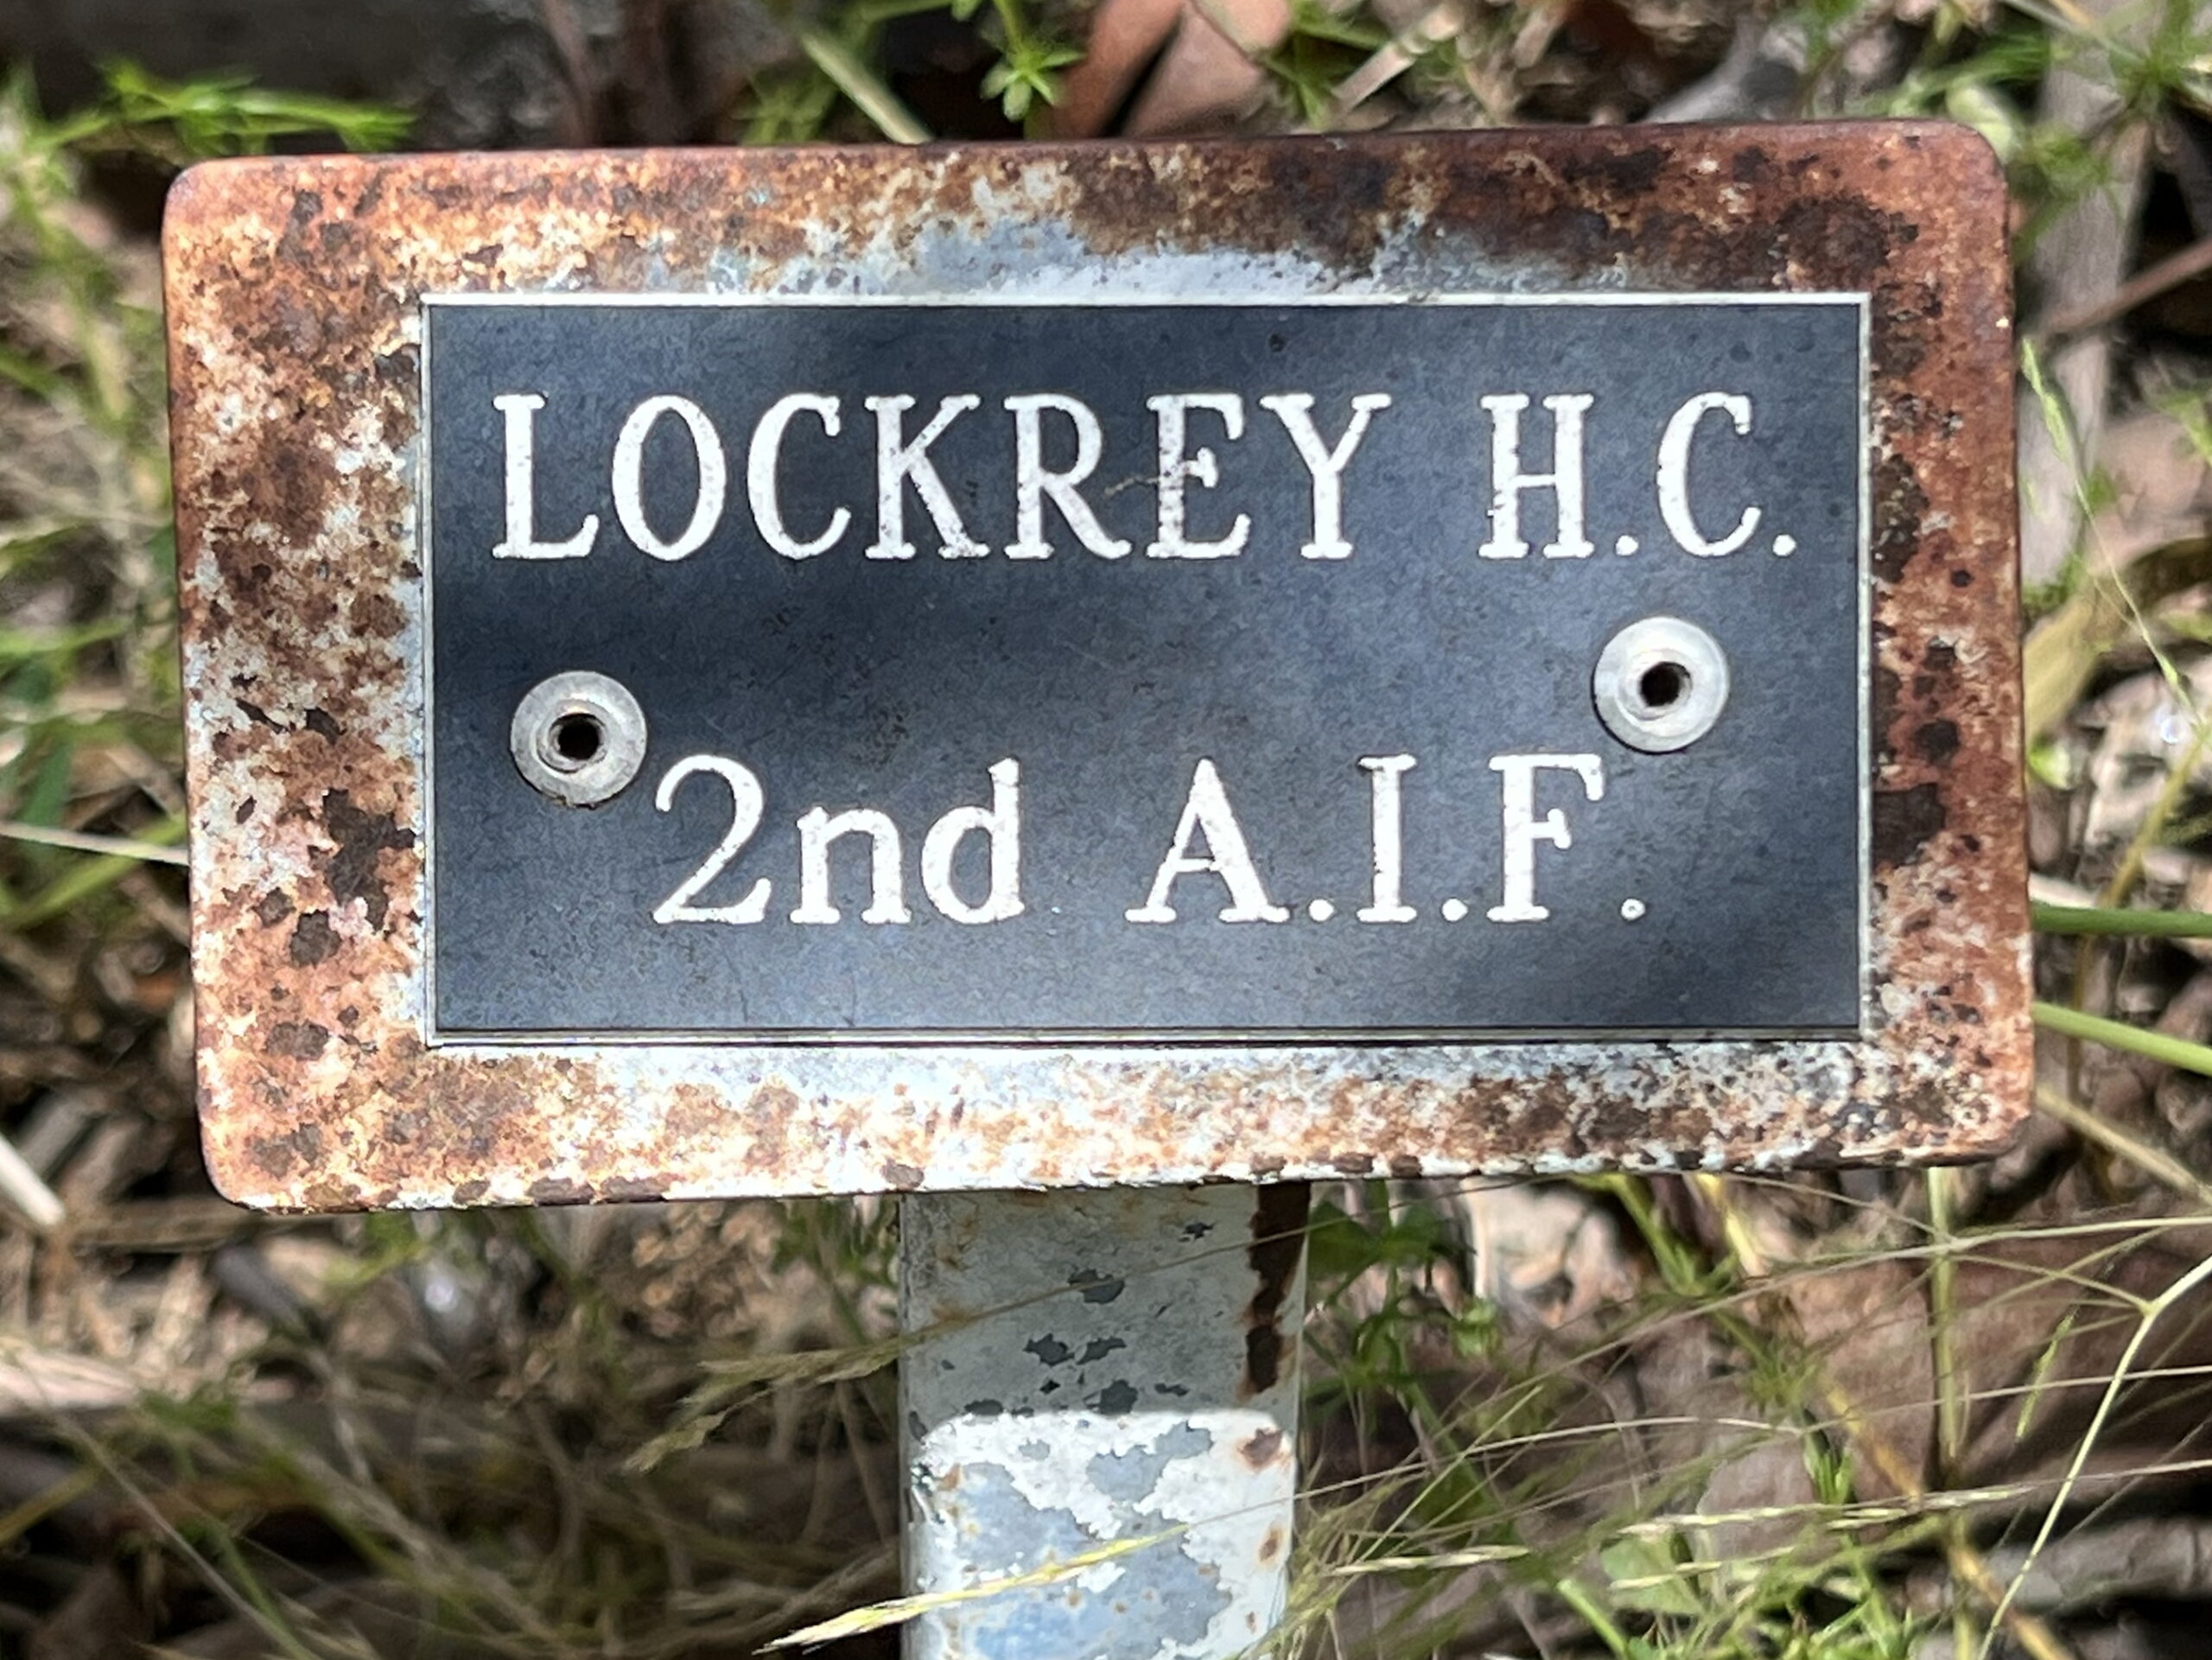 LOCKREY H.C.
2nd A.I.F.